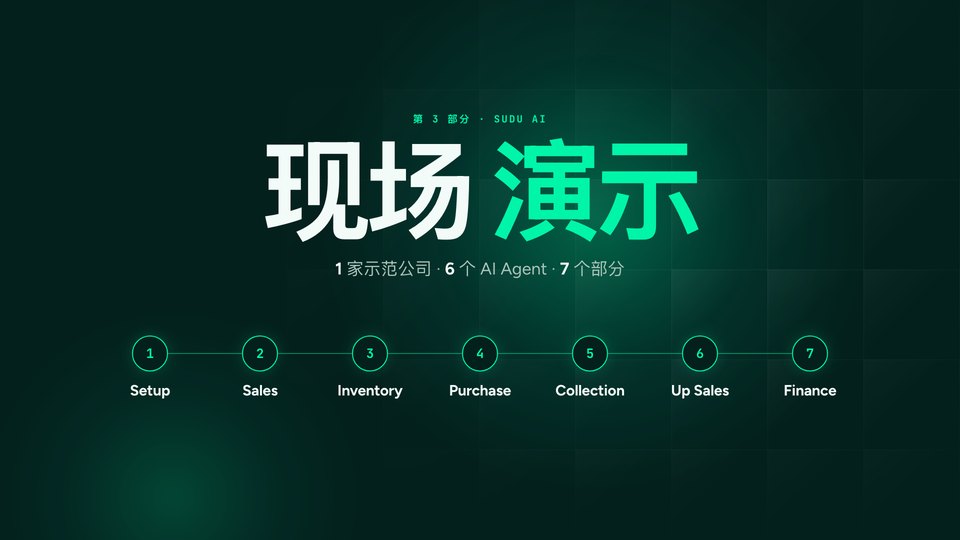 第 3 部分 · SUDU AI
现场 演示
1 家示范公司 · 6 个 AI Agent · 7 个部分
1 2 3 4 5 6 7
Setup Sales Inventory Purchase Collection Up Sales Finance